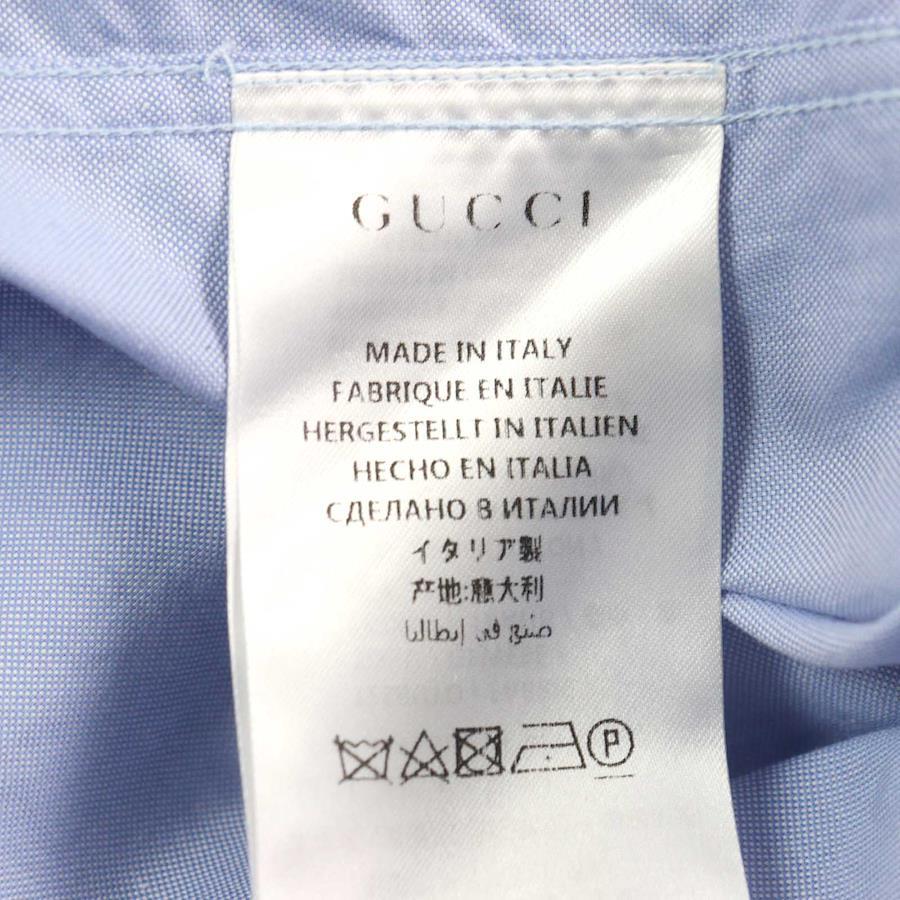 GUCCI
MADE IN ITALY
FABRIQUE EN ITALIE
HERGESTELLT IN ITALIEN
HECHO EN ITALIA
СДЕЛАНО В ИТАЛИИ
イタリア製
产地:意大利
صنع في إيطاليا
P